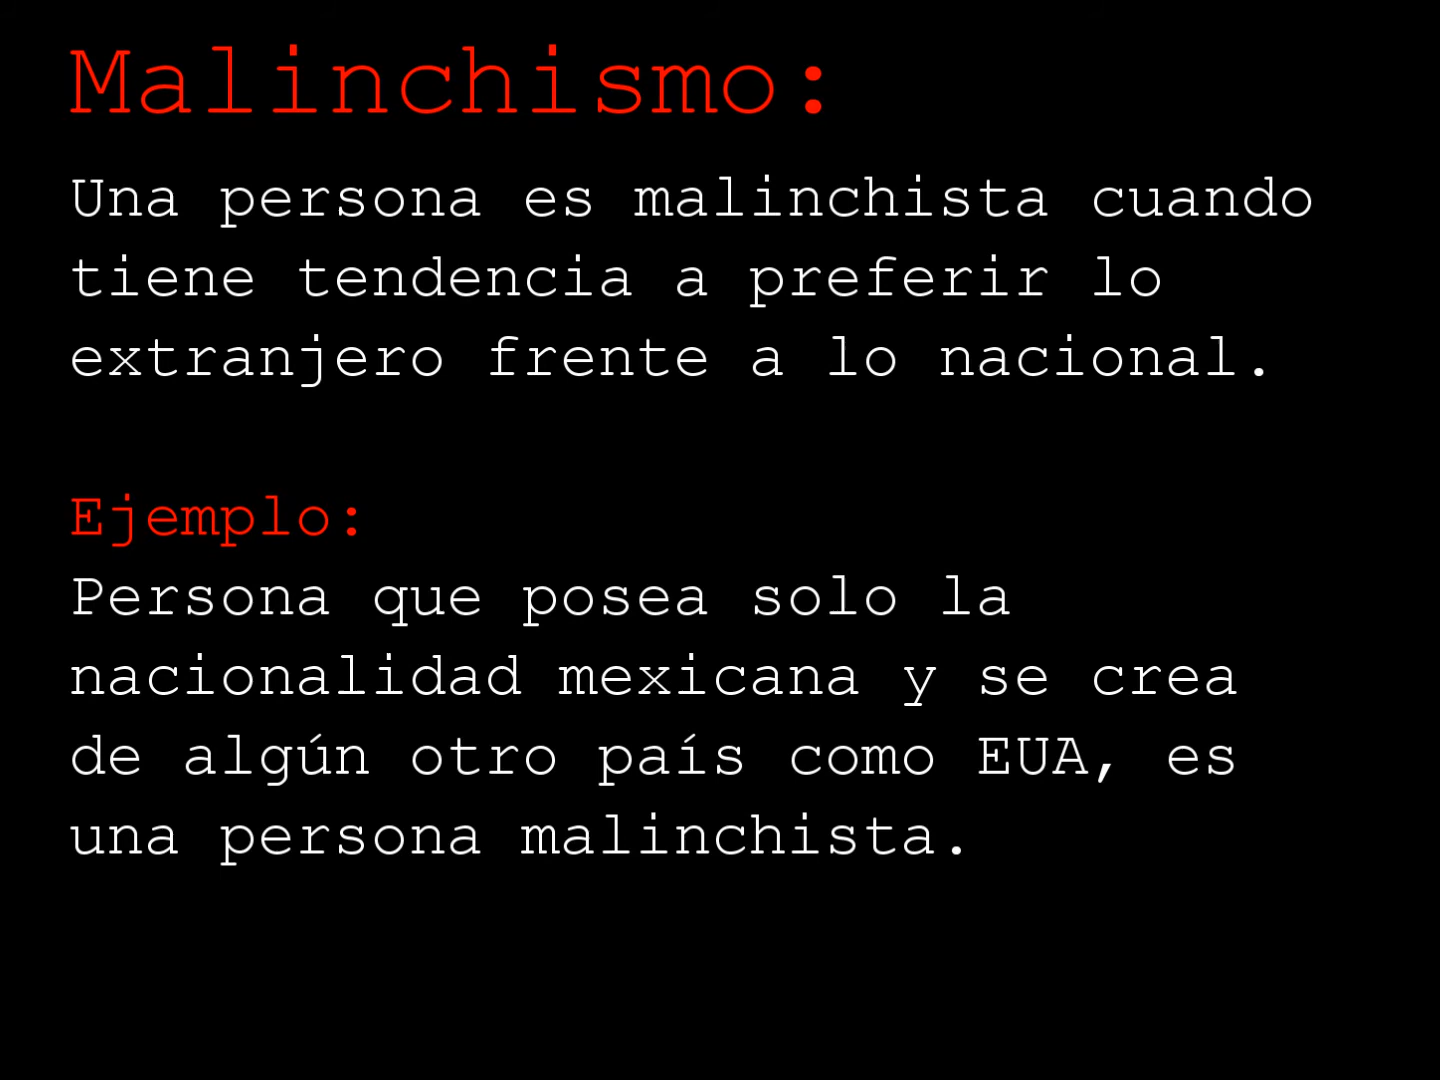 Malinchismo:
Una persona es malinchista cuando
tiene tendencia a preferir lo
extranjero frente a lo nacional.
Ejemplo:
Persona que posea solo la
nacionalidad mexicana y se crea
de algún otro país como EUA, es
una persona malinchista.